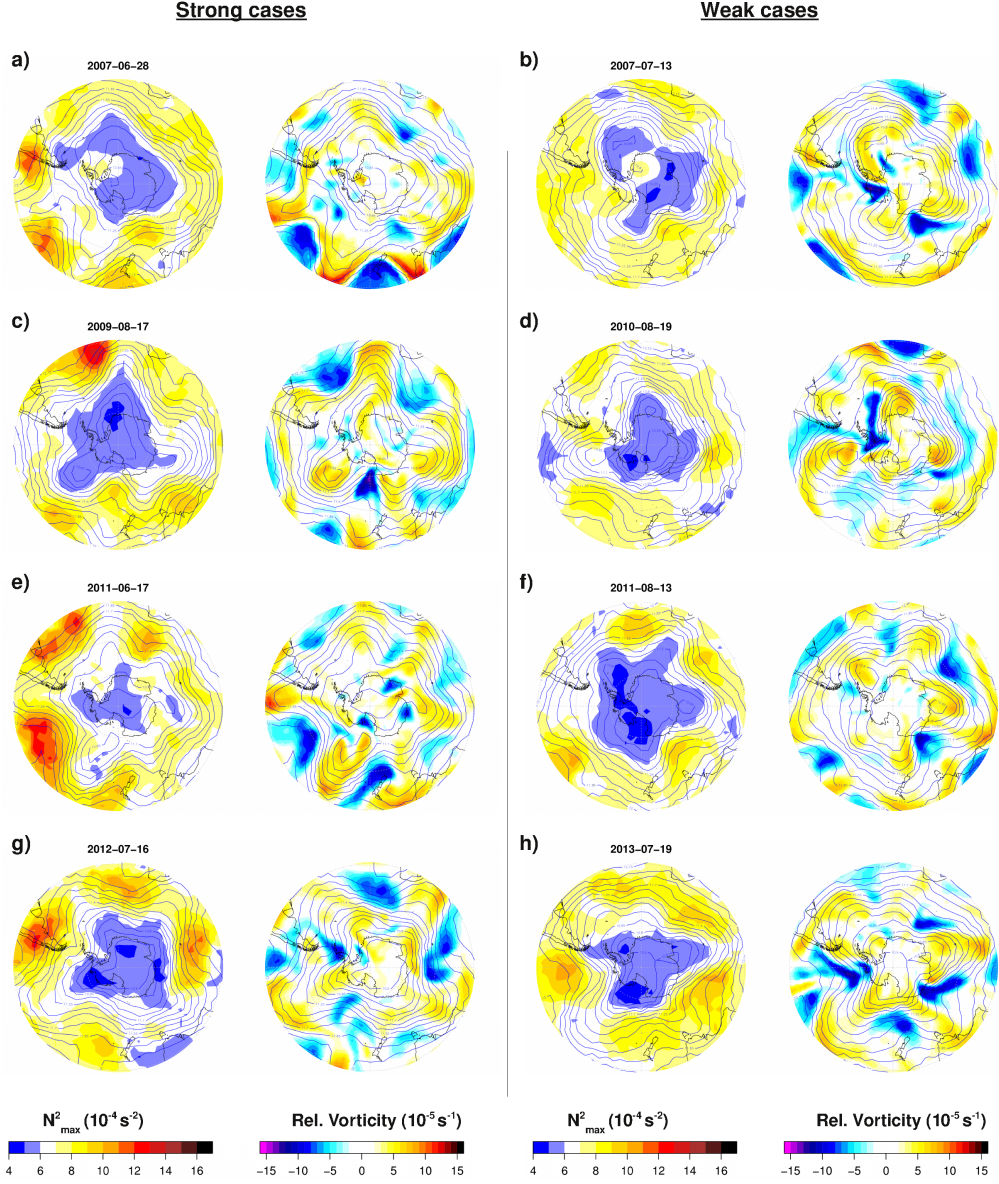 Strong cases
Weak cases
a)
2007-06-28
b)
2007-07-13
c)
2009-08-17
d)
2010-08-19
e)
2011-06-17
f)
2011-08-13
g)
2012-07-16
h)
2013-07-19
N²max (10⁻⁴ s⁻²)
Rel. Vorticity (10⁻⁵ s⁻¹)
N²max (10⁻⁴ s⁻²)
Rel. Vorticity (10⁻⁵ s⁻¹)
4 6 8 10 12 14 16
−15 −10 −5 0 5 10 15
4 6 8 10 12 14 16
−15 −10 −5 0 5 10 15